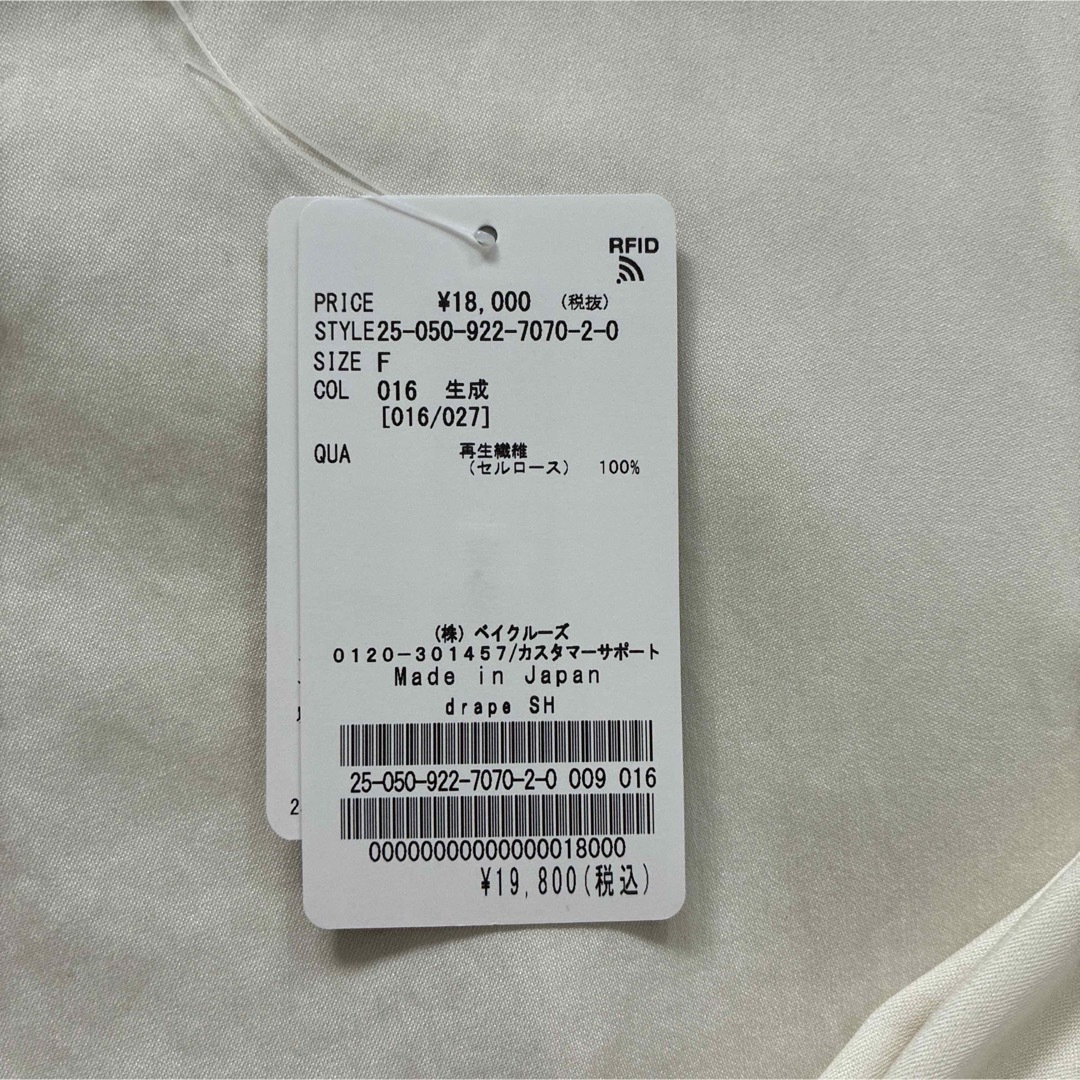 RFID
PRICE ¥18,000 (税抜)
STYLE 25-050-922-7070-2-0
SIZE F
COL 016 生成
[016/027]
QUA 再生繊維
(セルロース) 100%
(株)ベイクルーズ
0120-301457/カスタマーサポート
Made in Japan
drape SH
25-050-922-7070-2-0 009 016
00000000000000018000
¥19,800(税込)